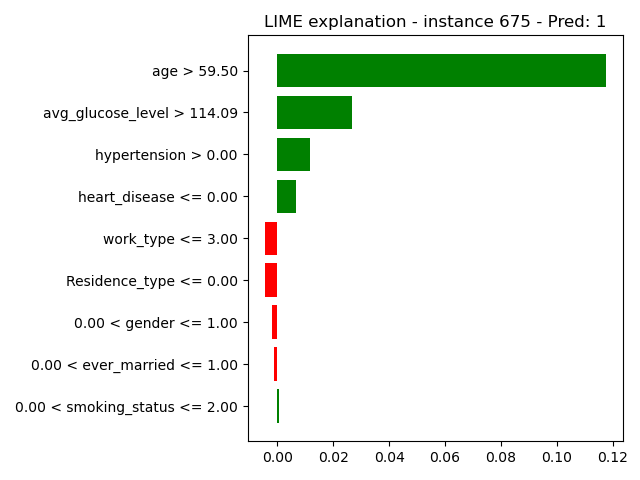 LIME explanation - instance 675 - Pred: 1
age > 59.50
avg_glucose_level > 114.09
hypertension > 0.00
heart_disease <= 0.00
work_type <= 3.00
Residence_type <= 0.00
0.00 < gender <= 1.00
0.00 < ever_married <= 1.00
0.00 < smoking_status <= 2.00
0.00 0.02 0.04 0.06 0.08 0.10 0.12